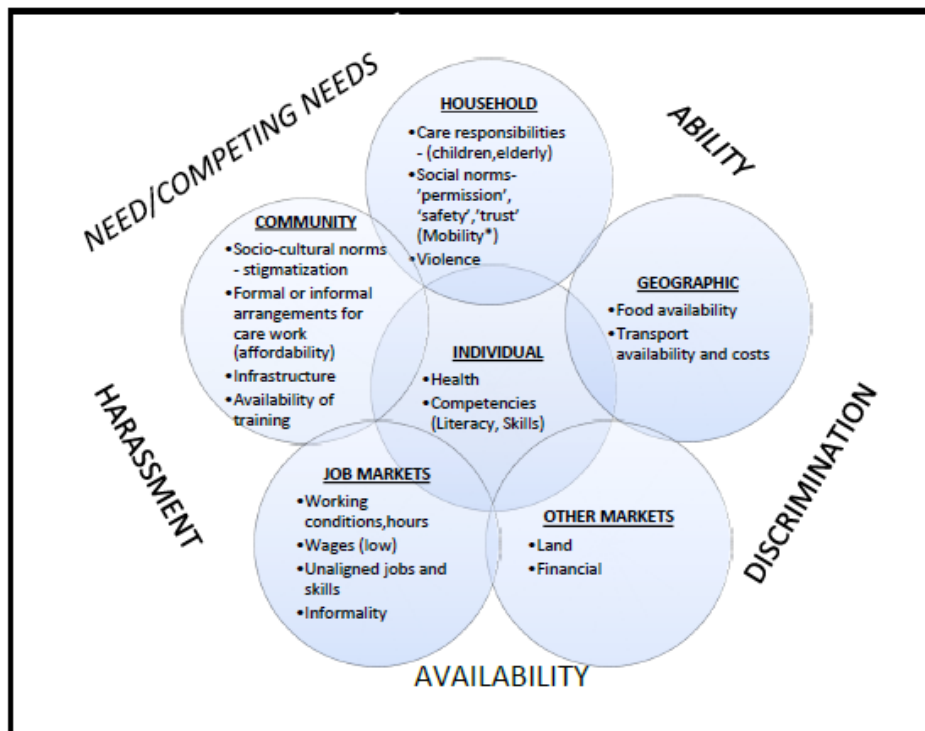 NEED/COMPETING NEEDS
ABILITY
HOUSEHOLD
•Care responsibilities
- (children,elderly)
•Social norms-
'permission',
'safety','trust'
(Mobility*)
•Violence
COMMUNITY
•Socio-cultural norms
- stigmatization
•Formal or informal
arrangements for
care work
(affordability)
•Infrastructure
•Availability of
training
GEOGRAPHIC
•Food availability
•Transport
availability and costs
INDIVIDUAL
•Health
•Competencies
(Literacy, Skills)
HARASSMENT
DISCRIMINATION
JOB MARKETS
•Working
conditions,hours
•Wages (low)
•Unaligned jobs and
skills
•Informality
OTHER MARKETS
•Land
•Financial
AVAILABILITY